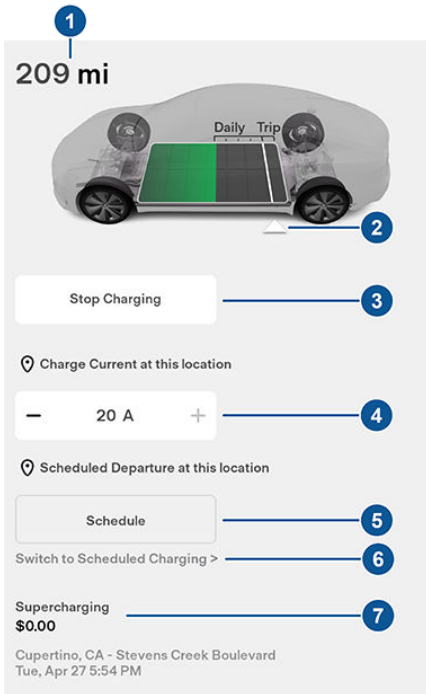 1
209 mi
Daily Trip
2
Stop Charging
3
Charge Current at this location
− 20 A +
4
Scheduled Departure at this location
Schedule
5
Switch to Scheduled Charging >
6
Supercharging
7
$0.00
Cupertino, CA - Stevens Creek Boulevard
Tue, Apr 27 5:54 PM